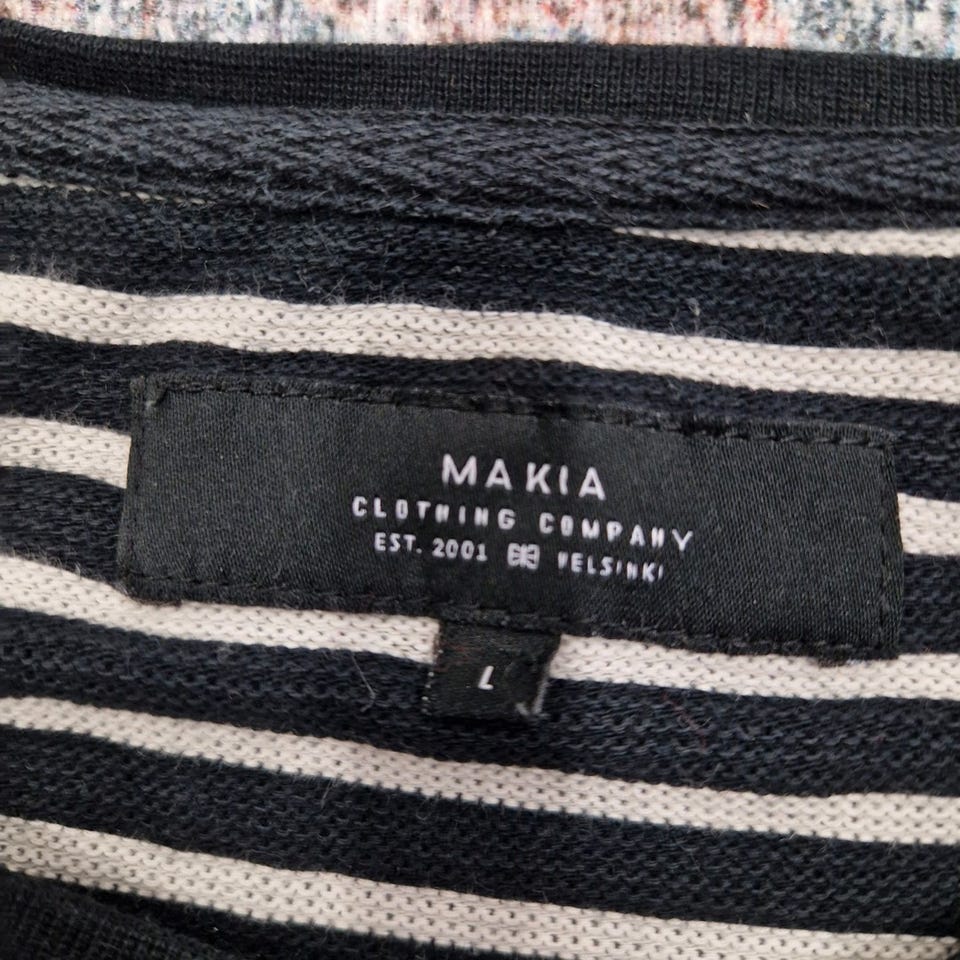 MAKIA
CLOTHING COMPANY
EST. 2001 HELSINKI
L